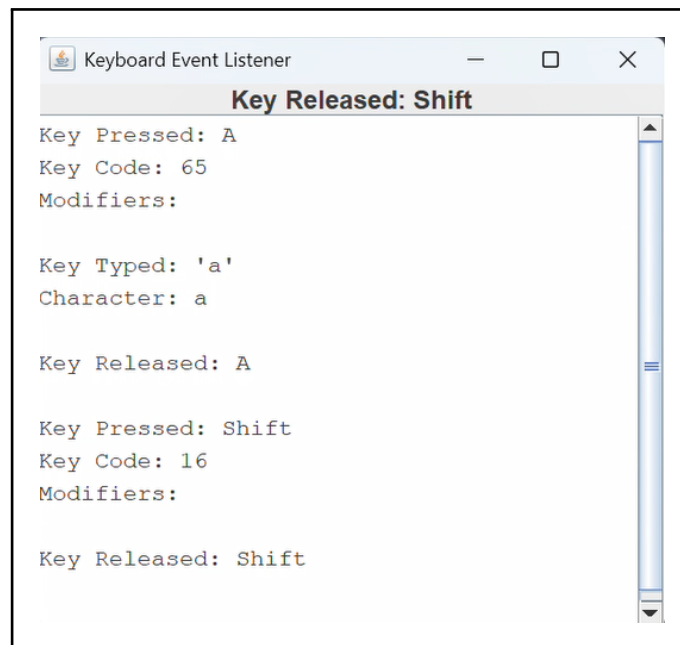 Keyboard Event Listener
Key Released: Shift
Key Pressed: A
Key Code: 65
Modifiers:
Key Typed: 'a'
Character: a
Key Released: A
Key Pressed: Shift
Key Code: 16
Modifiers:
Key Released: Shift